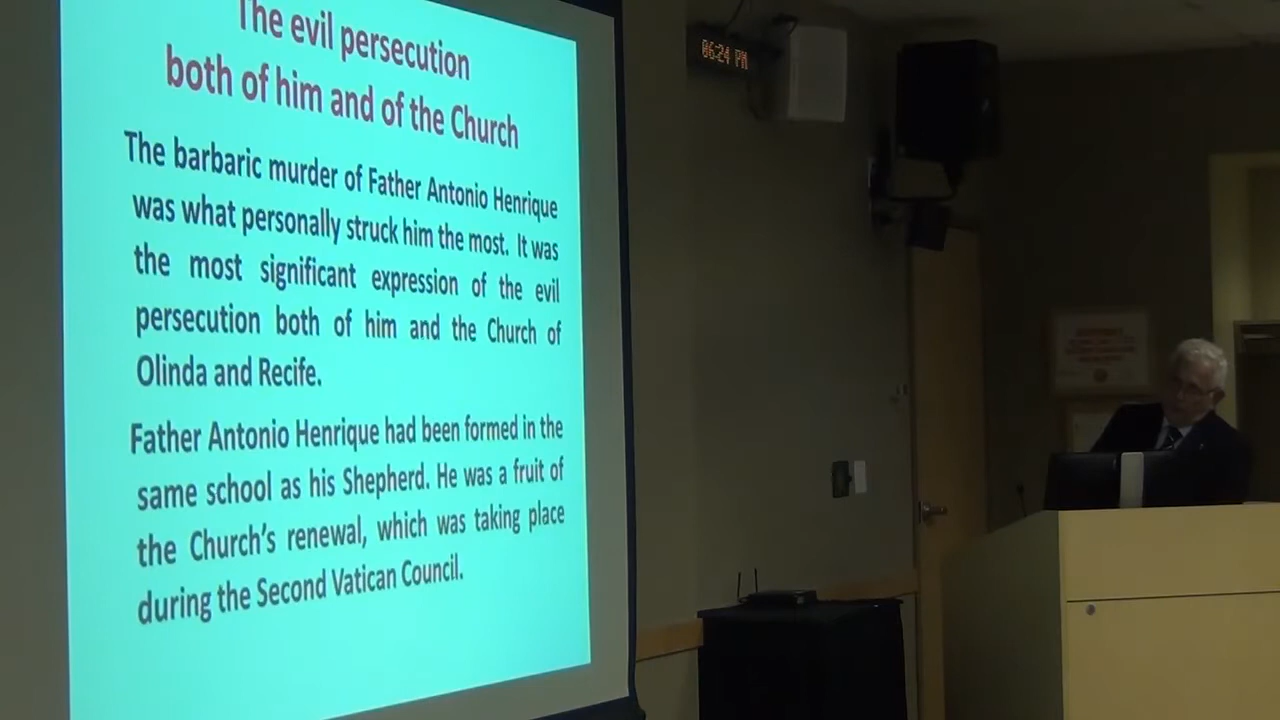 The evil persecution
both of him and of the Church
The barbaric murder of Father Antonio Henrique
was what personally struck him the most. It was
the most significant expression of the evil
persecution both of him and the Church of
Olinda and Recife.
Father Antonio Henrique had been formed in the
same school as his Shepherd. He was a fruit of
the Church's renewal, which was taking place
during the Second Vatican Council.
06:24 PM